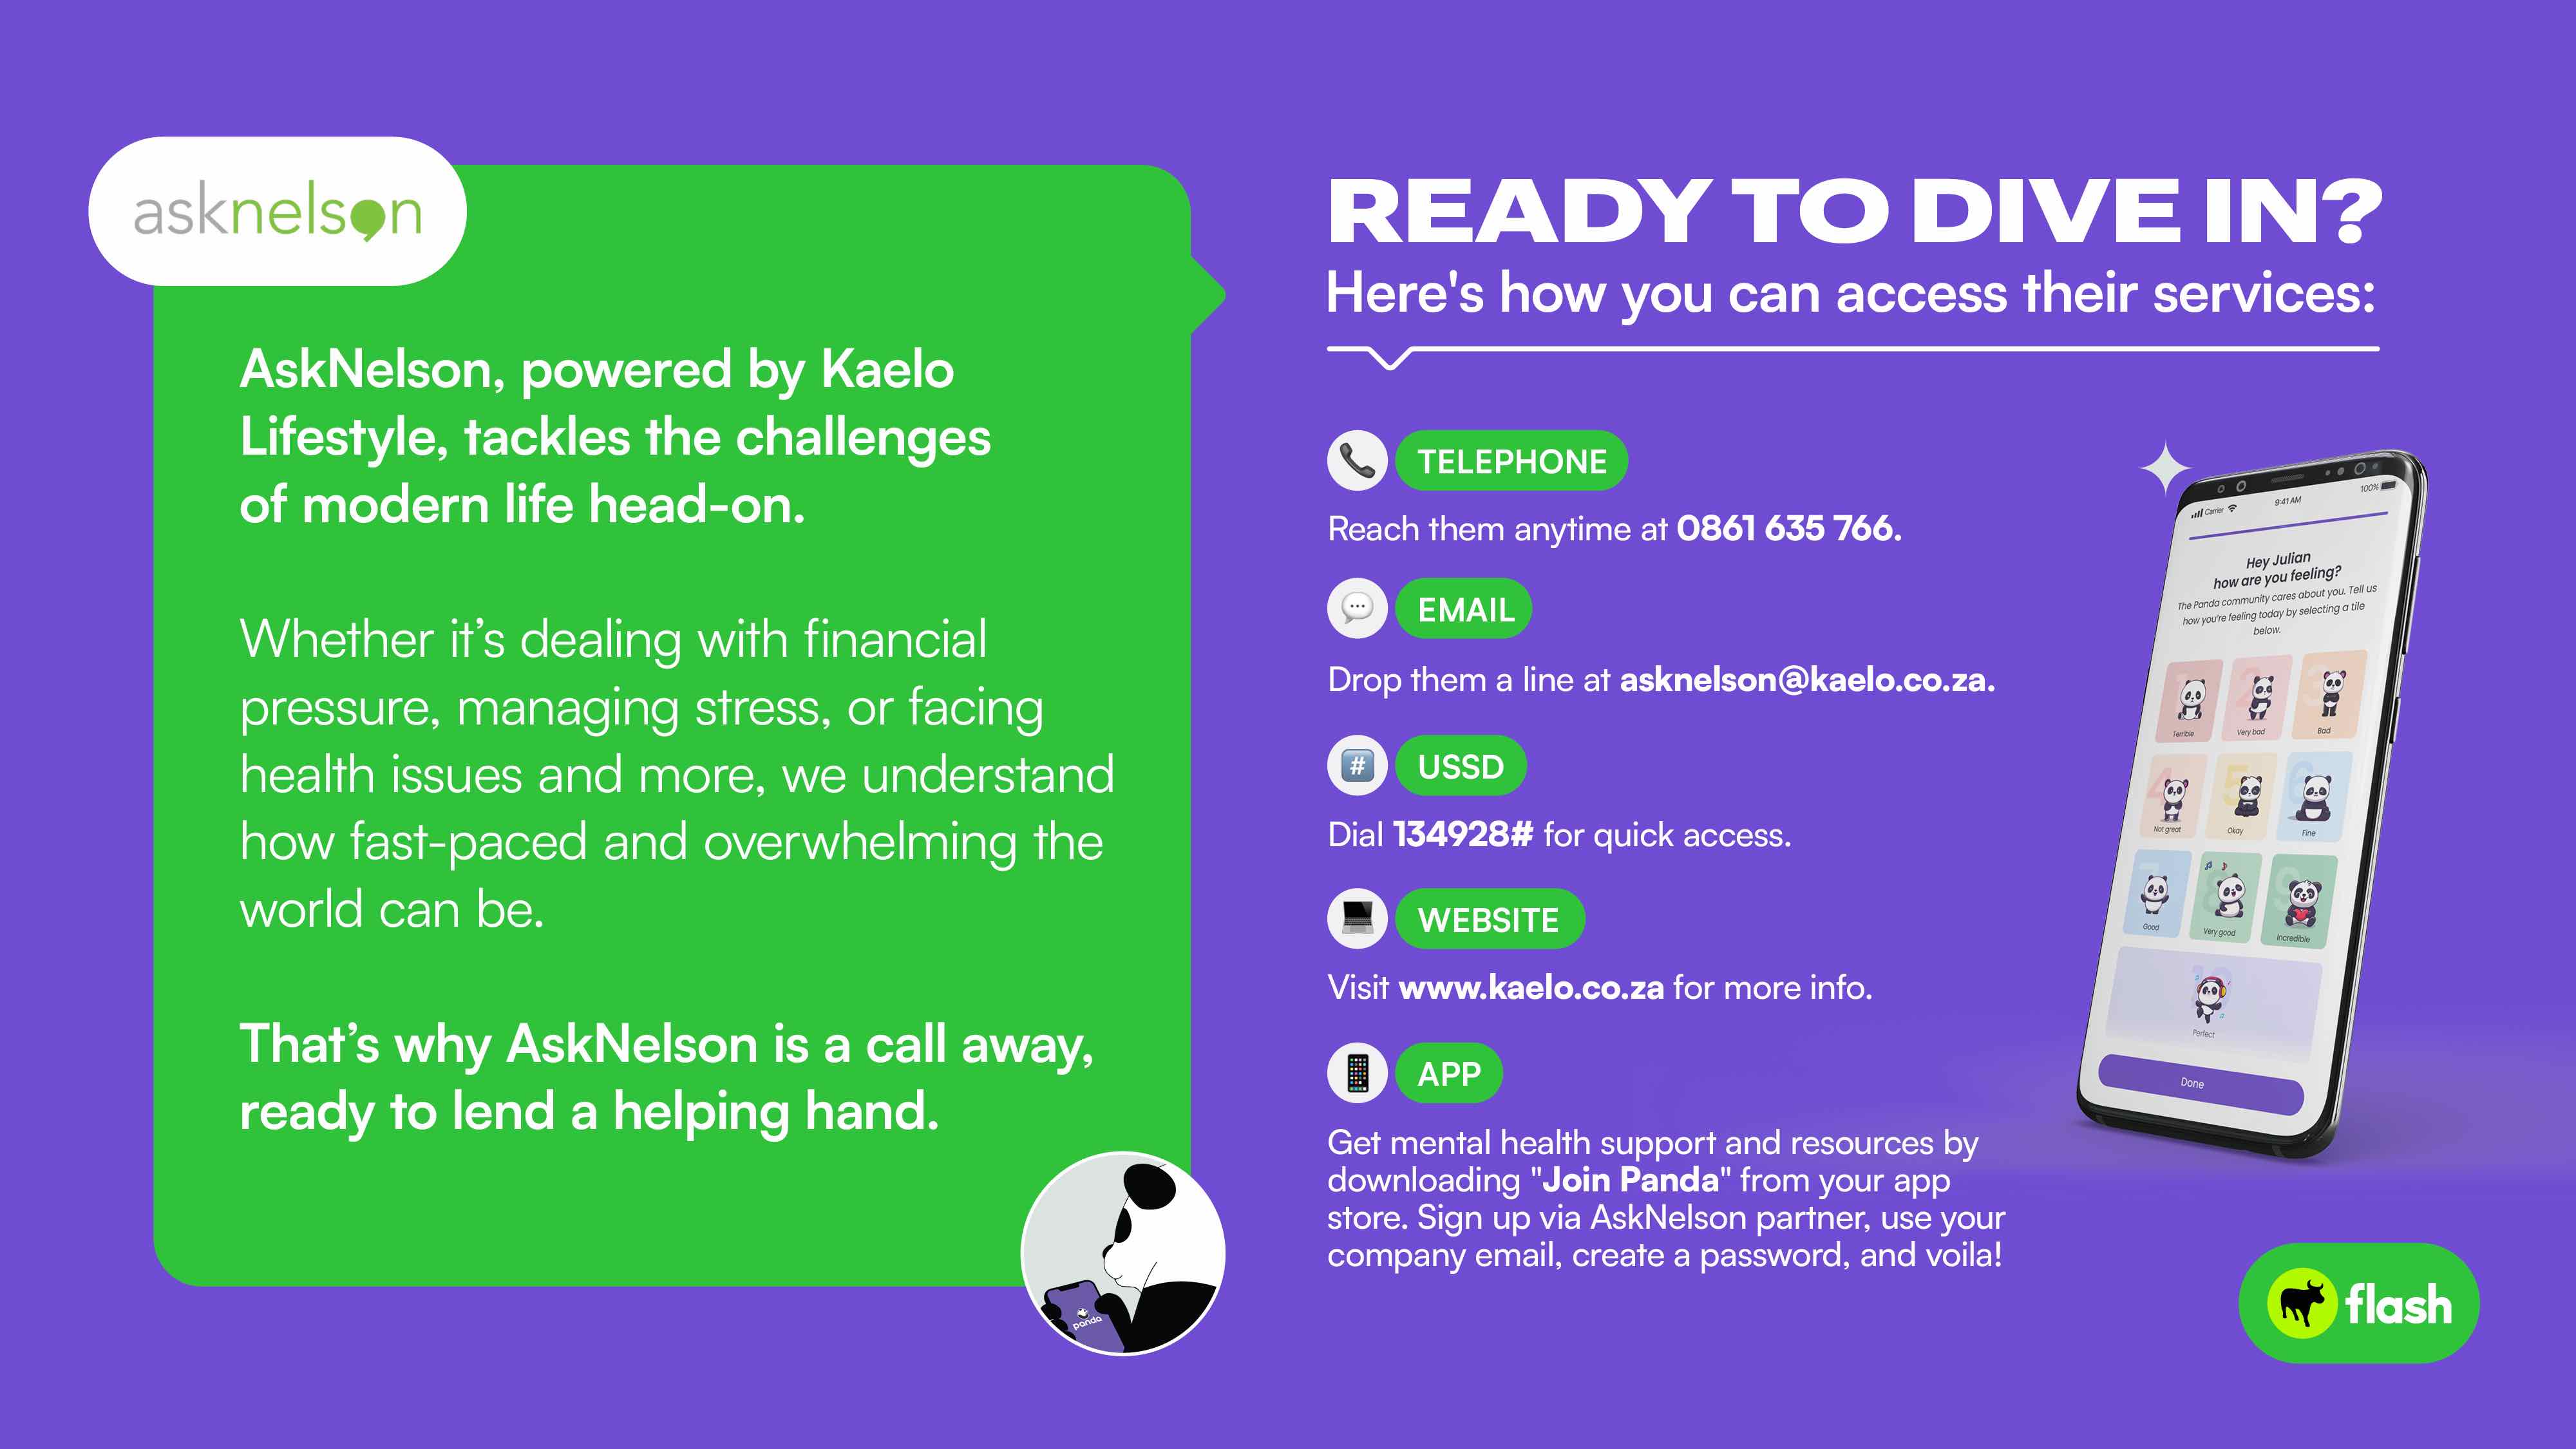 asknelson
AskNelson, powered by Kaelo
Lifestyle, tackles the challenges
of modern life head-on.
Whether it’s dealing with financial
pressure, managing stress, or facing
health issues and more, we understand
how fast-paced and overwhelming the
world can be.
That’s why AskNelson is a call away,
ready to lend a helping hand.
panda
READY TO DIVE IN?
Here's how you can access their services:
TELEPHONE
Reach them anytime at 0861 635 766.
EMAIL
Drop them a line at asknelson@kaelo.co.za.
#
USSD
Dial 134928# for quick access.
WEBSITE
Visit www.kaelo.co.za for more info.
APP
Get mental health support and resources by
downloading "Join Panda" from your app
store. Sign up via AskNelson partner, use your
company email, create a password, and voila!
Carrier 9:41 AM 100%
Hey Julian
how are you feeling?
The Panda community cares about you. Tell us
how you're feeling today by selecting a tile
below.
Terrible Very bad Bad
4 5 6
Not great Okay Fine
7 8 9
Good Very good Incredible
10
Perfect
Done
flash